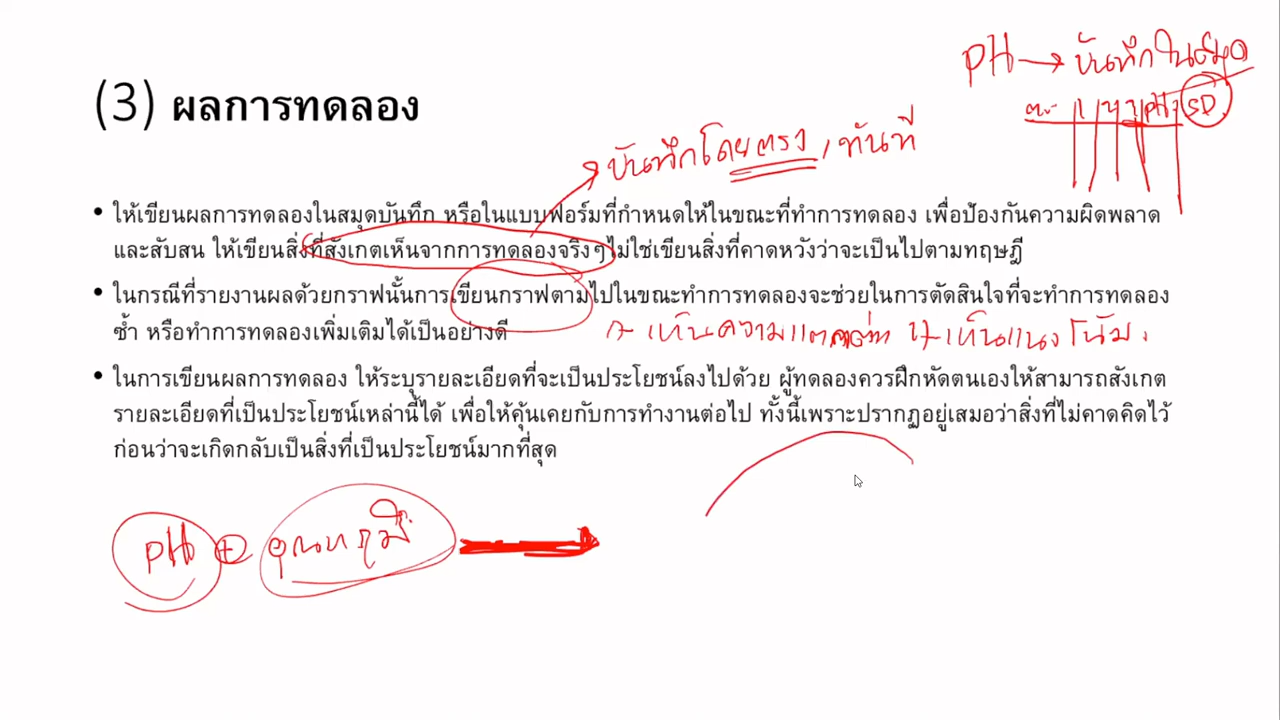 pH → บันทึกในสมุด
(3) ผลการทดลอง
ตย. 1 2 3 pH SD
บันทึกโดยตรง, ทันที
• ให้เขียนผลการทดลองในสมุดบันทึก หรือในแบบฟอร์มที่กำหนดให้ในขณะที่ทำการทดลอง เพื่อป้องกันความผิดพลาด
และสับสน ให้เขียนสิ่งที่สังเกตเห็นจากการทดลองจริงๆไม่ใช่เขียนสิ่งที่คาดหวังว่าจะเป็นไปตามทฤษฎี
• ในกรณีที่รายงานผลด้วยกราฟนั้นการเขียนกราฟตามไปในขณะทำการทดลองจะช่วยในการตัดสินใจที่จะทำการทดลอง
ซ้ำ หรือทำการทดลองเพิ่มเติมได้เป็นอย่างดี
เห็นความแตกต่าง เห็นแนวโน้ม
• ในการเขียนผลการทดลอง ให้ระบุรายละเอียดที่จะเป็นประโยชน์ลงไปด้วย ผู้ทดลองควรฝึกหัดตนเองให้สามารถสังเกต
รายละเอียดที่เป็นประโยชน์เหล่านี้ได้ เพื่อให้คุ้นเคยกับการทำงานต่อไป ทั้งนี้เพราะปรากฏอยู่เสมอว่าสิ่งที่ไม่คาดคิดไว้
ก่อนว่าจะเกิดกลับเป็นสิ่งที่เป็นประโยชน์มากที่สุด
pH + อุณหภูมิ